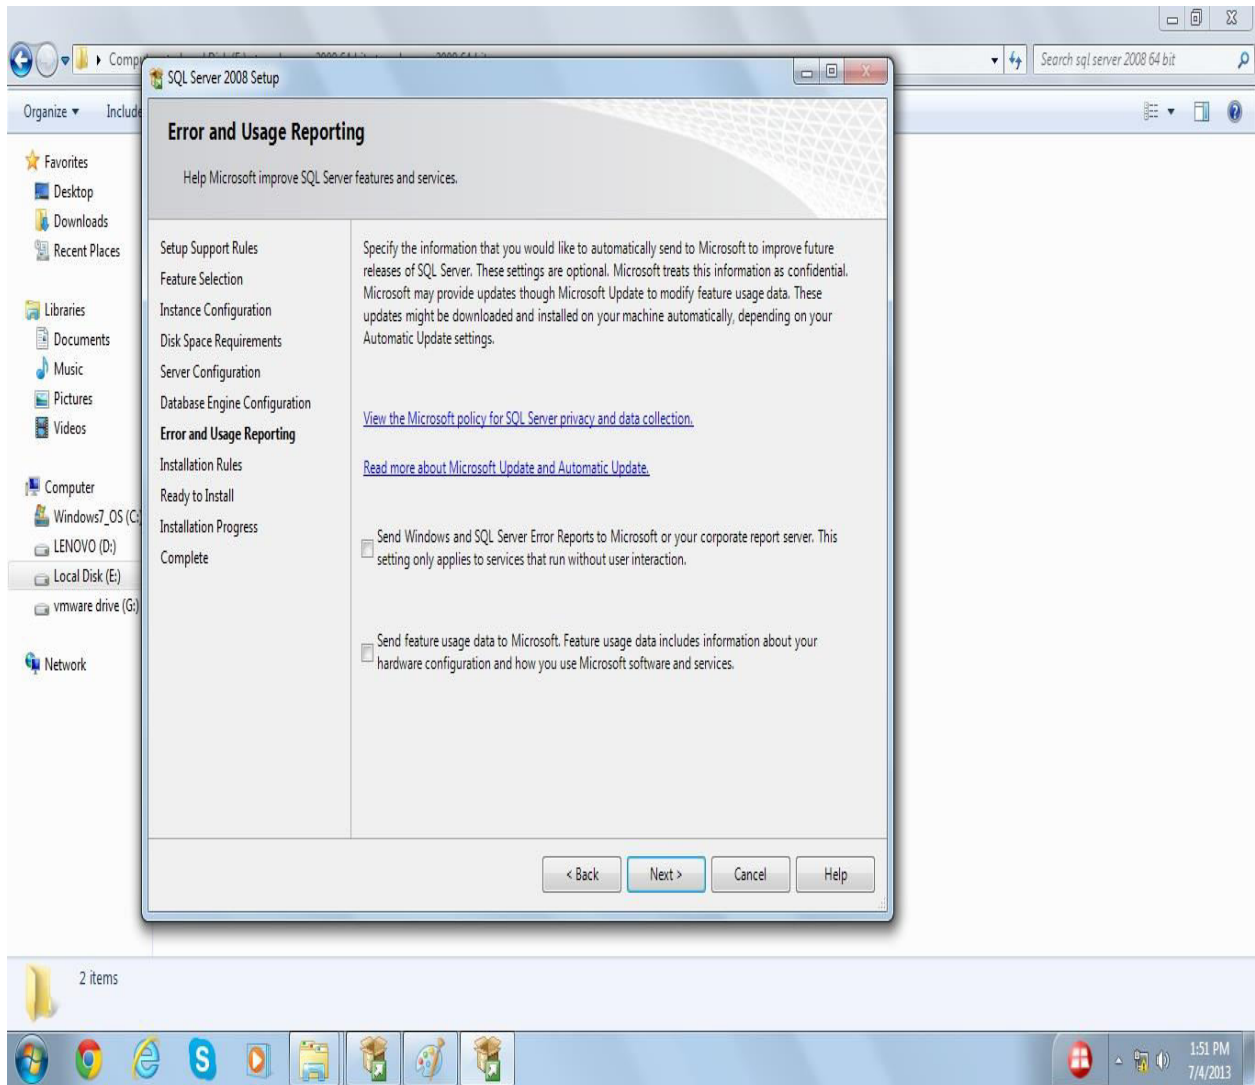 Search sql server 2008 64 bit
Organize
Favorites
Desktop
Downloads
Recent Places
Libraries
Documents
Music
Pictures
Videos
Computer
Windows7_OS (C:
LENOVO (D:)
Local Disk (E:)
vmware drive (G:)
Network
SQL Server 2008 Setup
Error and Usage Reporting
Help Microsoft improve SQL Server features and services.
Setup Support Rules
Feature Selection
Instance Configuration
Disk Space Requirements
Server Configuration
Database Engine Configuration
Error and Usage Reporting
Installation Rules
Ready to Install
Installation Progress
Complete
Specify the information that you would like to automatically send to Microsoft to improve future
releases of SQL Server. These settings are optional. Microsoft treats this information as confidential.
Microsoft may provide updates though Microsoft Update to modify feature usage data. These
updates might be downloaded and installed on your machine automatically, depending on your
Automatic Update settings.
View the Microsoft policy for SQL Server privacy and data collection.
Read more about Microsoft Update and Automatic Update.
Send Windows and SQL Server Error Reports to Microsoft or your corporate report server. This
setting only applies to services that run without user interaction.
Send feature usage data to Microsoft. Feature usage data includes information about your
hardware configuration and how you use Microsoft software and services.
< Back
Next >
Cancel
Help
2 items
1:51 PM
7/4/2013